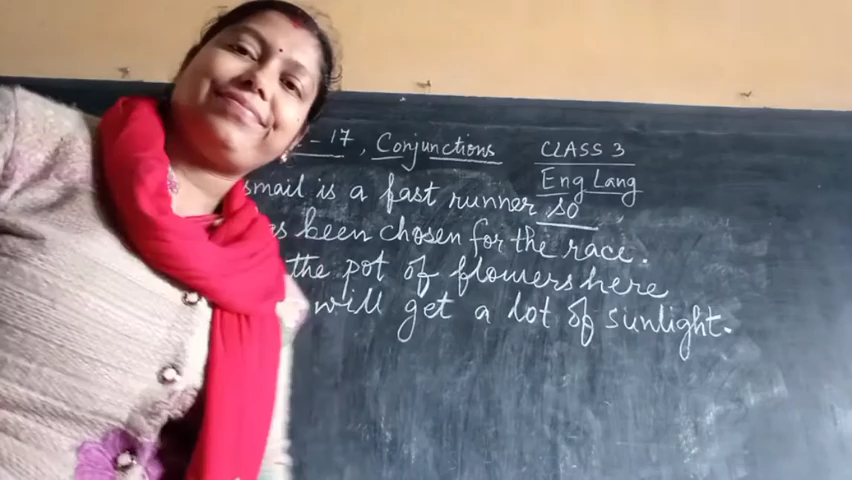 - 17, Conjunctions CLASS 3
Eng Lang
smail is a fast runner so
as been chosen for the race.
the pot of flowers here
will get a lot of sunlight.